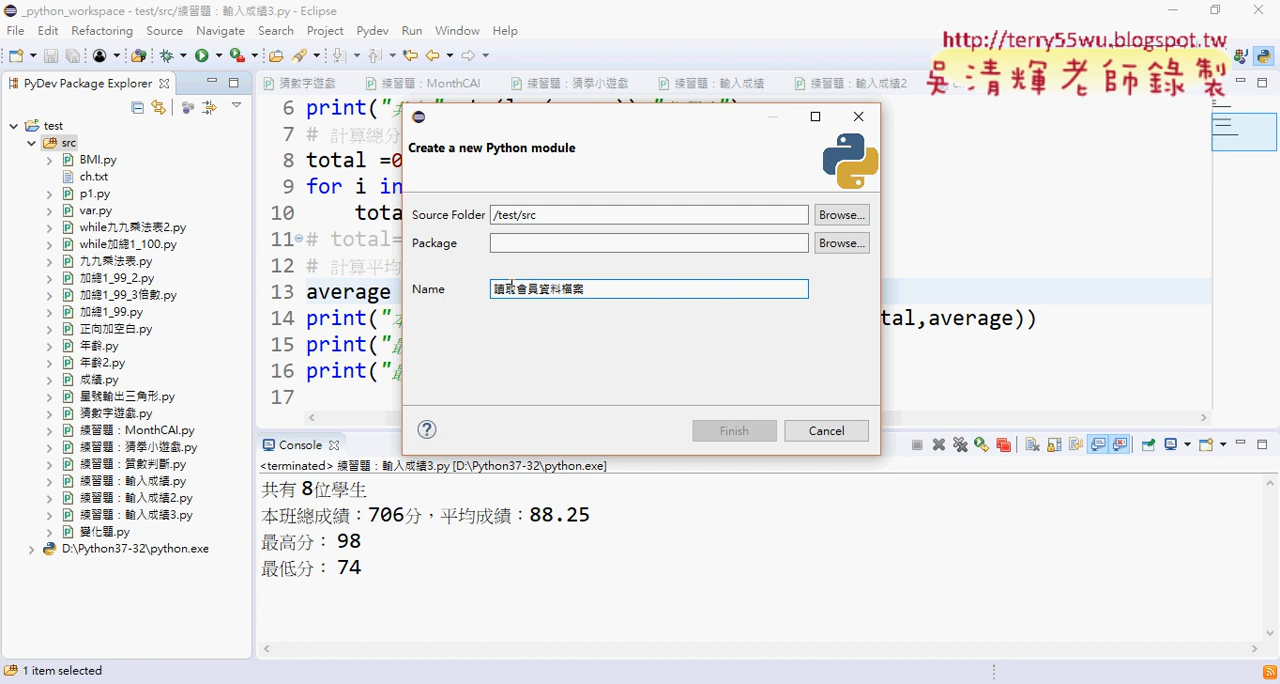 _python_workspace - test/src/練習題：輸入成績3.py - Eclipse
File Edit Refactoring Source Navigate Search Project Pydev Run Window Help
http://terry55wu.blogspot.tw
吳清輝老師錄製
PyDev Package Explorer
猜數字遊戲
練習題：MonthCAl
練習題：猜拳小遊戲
練習題：輸入成績
練習題：輸入成績2
test
src
BMI.py
ch.txt
p1.py
var.py
while九九乘法表2.py
while加總1_100.py
九九乘法表.py
加總1_99_2.py
加總1_99_3倍數.py
加總1_99.py
正向加空白.py
年齡.py
年齡2.py
成績.py
星號輸出三角形.py
猜數字遊戲.py
練習題：MonthCAl.py
練習題：猜拳小遊戲.py
練習題：質數判斷.py
練習題：輸入成績.py
練習題：輸入成績2.py
練習題：輸入成績3.py
變化題.py
D:\Python37-32\python.exe
6 print("
7 # 計算總分
8 total =0
9 for i in
10 tota
11 # total=
12 # 計算平均
13 average
14 print("本 tal,average))
15 print("最
16 print("最
17
Create a new Python module
Source Folder /test/src Browse...
Package Browse...
Name 讀取會員資料檔案
Finish Cancel
Console
<terminated> 練習題：輸入成績3.py [D:\Python37-32\python.exe]
共有 8位學生
本班總成績：706分，平均成績：88.25
最高分： 98
最低分： 74
1 item selected